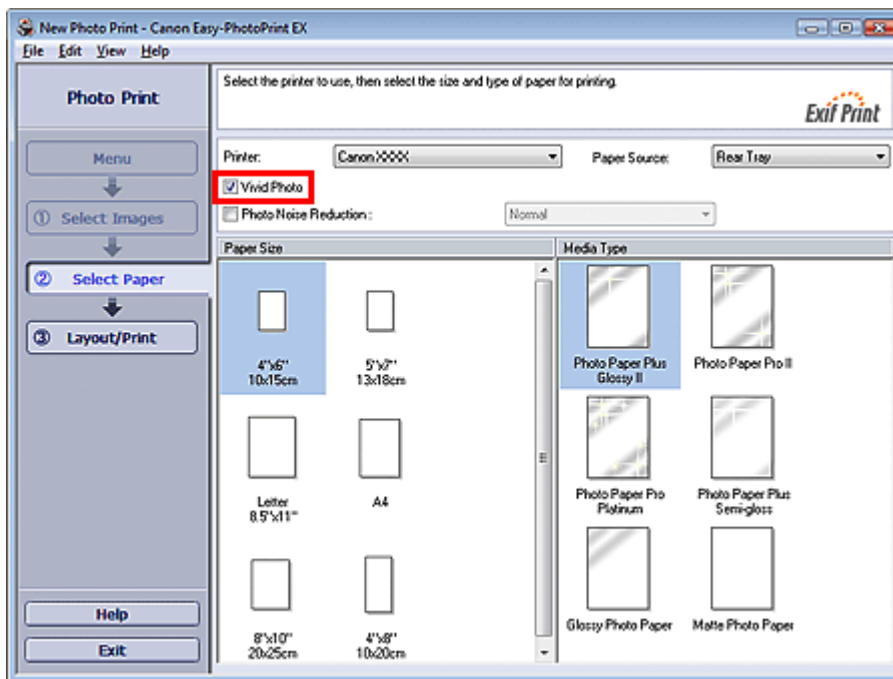 New Photo Print - Canon Easy-PhotoPrint EX
File Edit View Help
Photo Print
Select the printer to use, then select the size and type of paper for printing.
Exif Print
Menu
① Select Images
② Select Paper
③ Layout/Print
Help
Exit
Printer: Canon XXXX Paper Source: Rear Tray
Vivid Photo
Photo Noise Reduction : Normal
Paper Size
4"x6"
10x15cm
5"x7"
13x18cm
Letter
8.5"x11"
A4
8"x10"
20x25cm
4"x8"
10x20cm
Media Type
Photo Paper Plus
Glossy II
Photo Paper Pro II
Photo Paper Pro
Platinum
Photo Paper Plus
Semi-gloss
Glossy Photo Paper
Matte Photo Paper